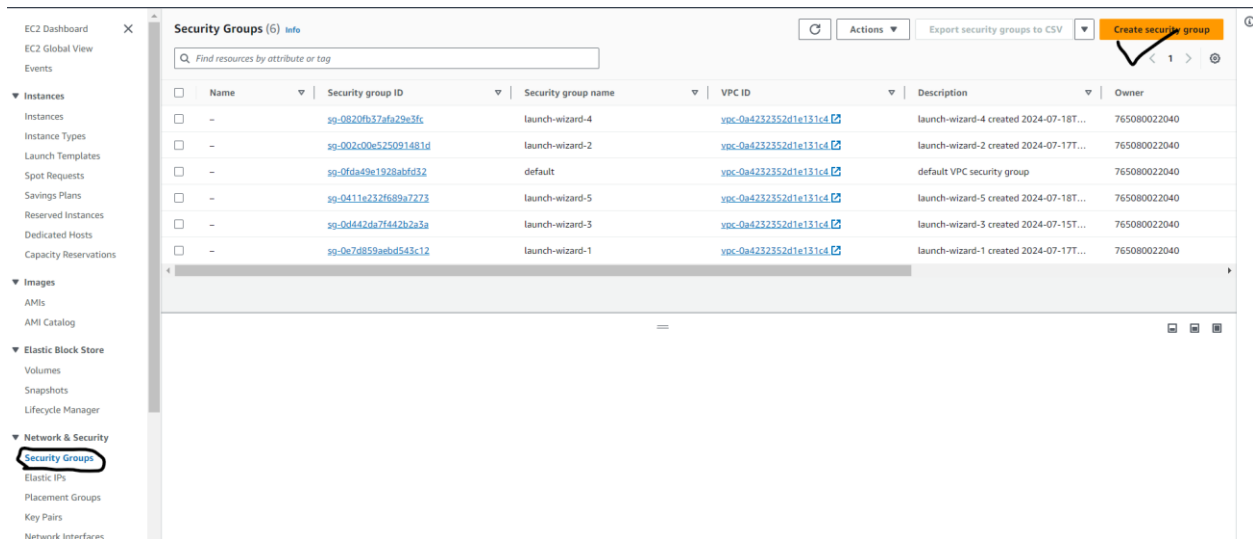 EC2 Dashboard
EC2 Global View
Events
Instances
Instances
Instance Types
Launch Templates
Spot Requests
Savings Plans
Reserved Instances
Dedicated Hosts
Capacity Reservations
Images
AMIs
AMI Catalog
Elastic Block Store
Volumes
Snapshots
Lifecycle Manager
Network & Security
Security Groups
Elastic IPs
Placement Groups
Key Pairs
Network Interfaces
Security Groups (6) Info
Actions Export security groups to CSV Create security group
Find resources by attribute or tag
1
Name Security group ID Security group name VPC ID Description Owner
– sg-0820fb37afa29e3fc launch-wizard-4 vpc-0a4232352d1e131c4 launch-wizard-4 created 2024-07-18T... 765080022040
– sg-002c00e525091481d launch-wizard-2 vpc-0a4232352d1e131c4 launch-wizard-2 created 2024-07-17T... 765080022040
– sg-0fda49e1928abfd32 default vpc-0a4232352d1e131c4 default VPC security group 765080022040
– sg-0411e232f689a7273 launch-wizard-5 vpc-0a4232352d1e131c4 launch-wizard-5 created 2024-07-18T... 765080022040
– sg-0d442da7f442b2a3a launch-wizard-3 vpc-0a4232352d1e131c4 launch-wizard-3 created 2024-07-15T... 765080022040
– sg-0e7d859aebd543c12 launch-wizard-1 vpc-0a4232352d1e131c4 launch-wizard-1 created 2024-07-17T... 765080022040